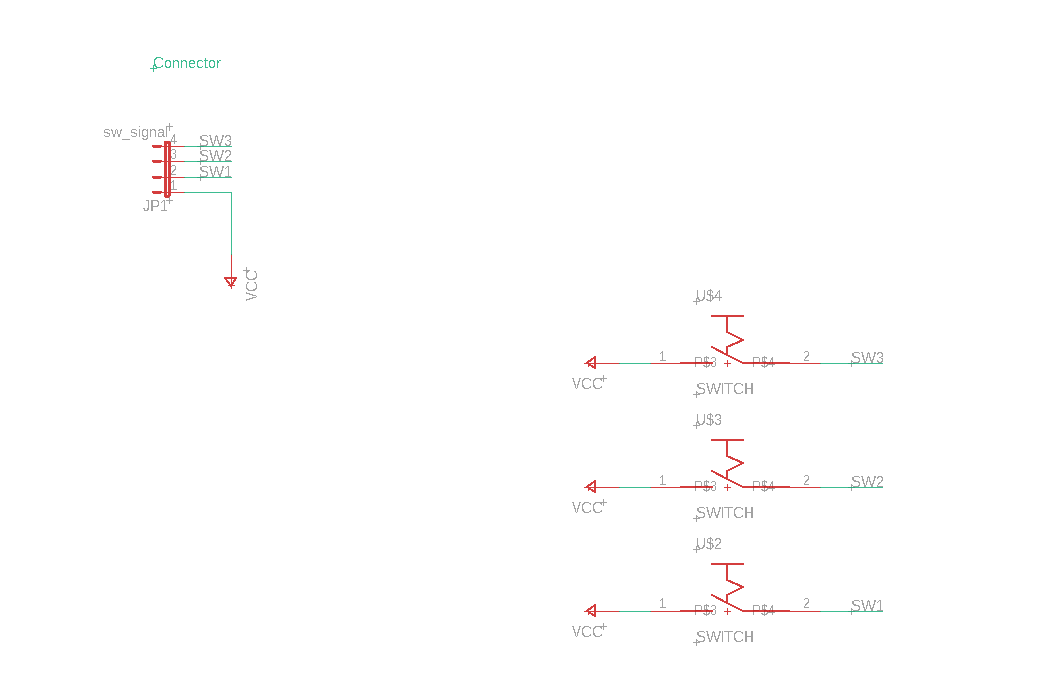 Connector
sw_signal
4 SW3
3 SW2
2 SW1
1
JP1
VCC
U$4
1 P$3 P$4 2 SW3
VCC
SWITCH
U$3
1 P$3 P$4 2 SW2
VCC
SWITCH
U$2
1 P$3 P$4 2 SW1
VCC
SWITCH